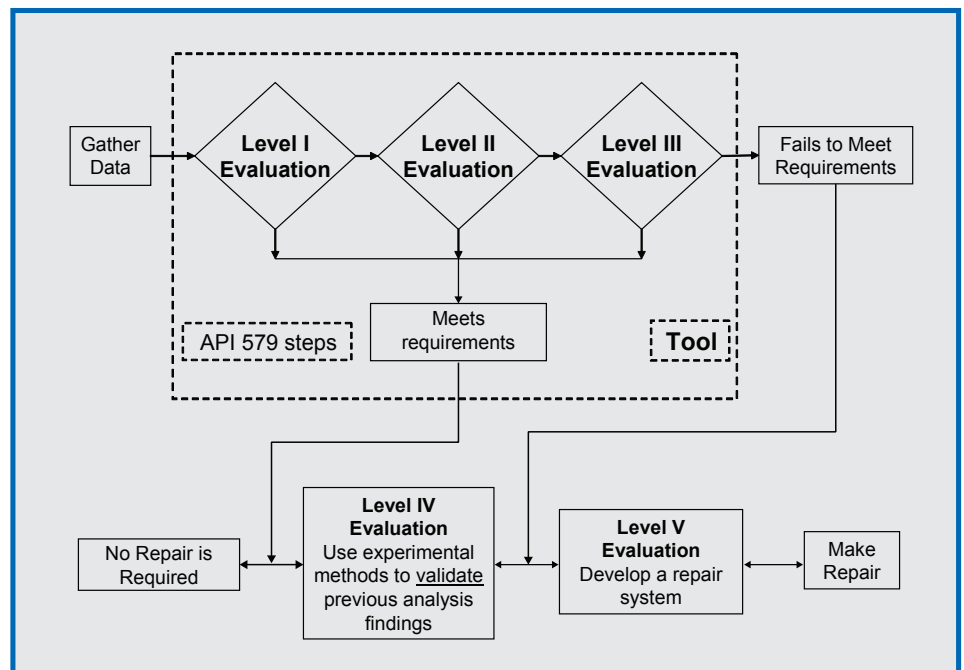 Gather
Data
Level I
Evaluation
Level II
Evaluation
Level III
Evaluation
Fails to Meet
Requirements
Meets
requirements
API 579 steps
Tool
No Repair is
Required
Level IV
Evaluation
Use experimental
methods to validate
previous analysis
findings
Level V
Evaluation
Develop a repair
system
Make
Repair